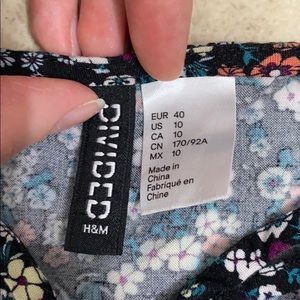 DIVIDED
H&M
EUR 40
US 10
CA 10
CN 170/92A
MX 10
Made in
China
Fabriqué en
Chine